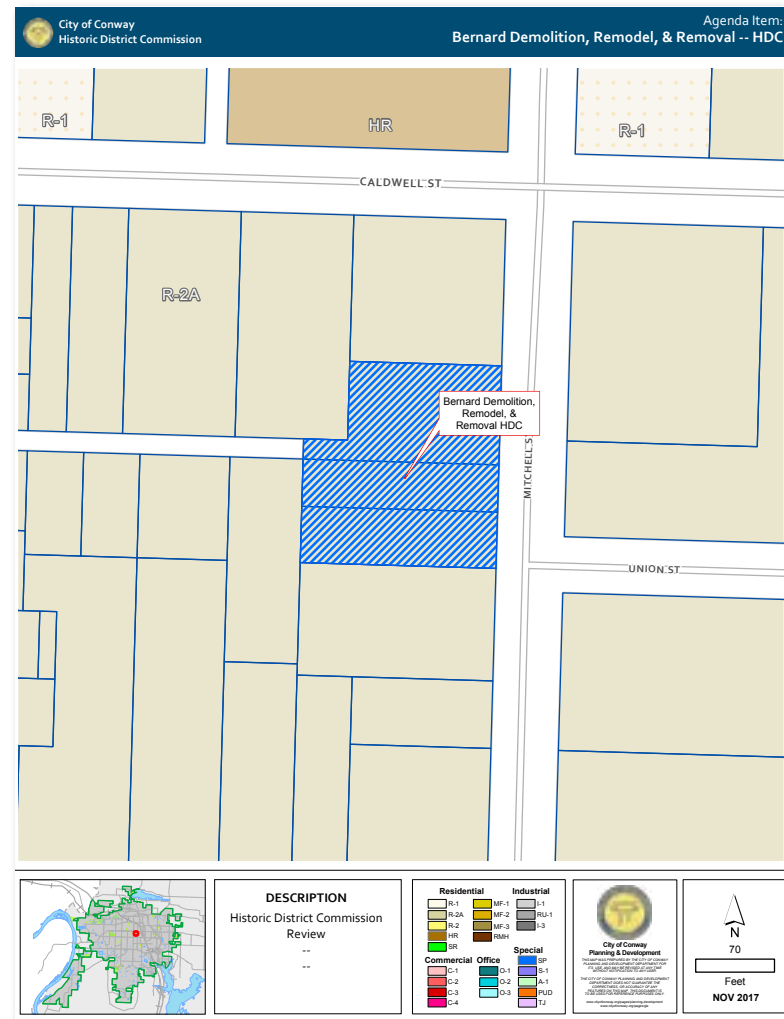 City of Conway
Historic District Commission
Agenda Item:
Bernard Demolition, Remodel, & Removal -- HDC
R-1
HR
R-1
CALDWELL ST
R-2A
Bernard Demolition,
Remodel, &
Removal HDC
MITCHELL S
UNION ST
DESCRIPTION
Historic District Commission
Review
--
--
Residential
R-1
R-2A
R-2
HR
SR
MF-1
MF-2
MF-3
RMH
Industrial
I-1
RU-1
I-3
Commercial
C-1
C-2
C-3
C-4
Office
O-1
O-2
O-3
Special
SP
S-1
A-1
PUD
TJ
City of Conway
Planning & Development
N
70
Feet
NOV 2017